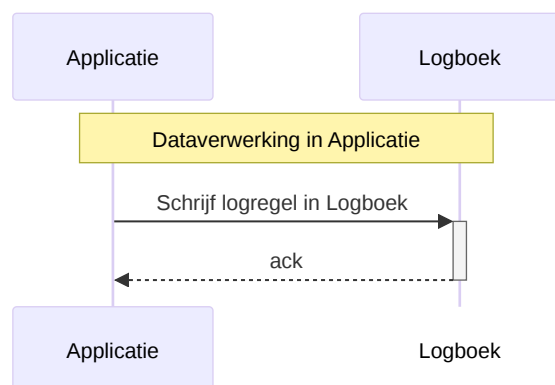 Applicatie
Logboek
Dataverwerking in Applicatie
Schrijf logregel in Logboek
ack
Applicatie
Logboek